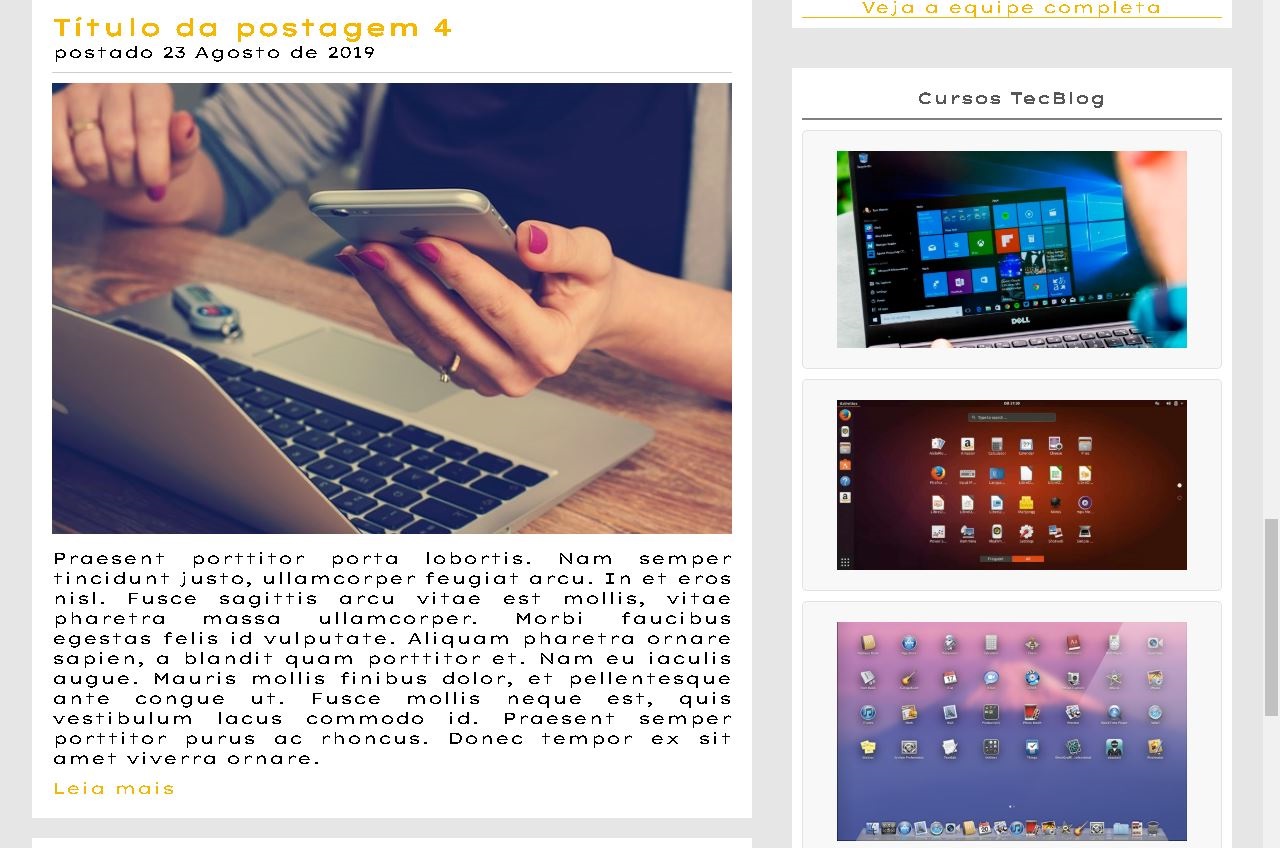 Título da postagem 4
postado 23 Agosto de 2019
Praesent porttitor porta lobortis. Nam semper
tincidunt justo, ullamcorper feugiat arcu. In et eros
nisl. Fusce sagittis arcu vitae est mollis, vitae
pharetra massa ullamcorper. Morbi faucibus
egestas felis id vulputate. Aliquam pharetra ornare
sapien, a blandit quam porttitor et. Nam eu iaculis
augue. Mauris mollis finibus dolor, et pellentesque
ante congue ut. Fusce mollis neque est, quis
vestibulum lacus commodo id. Praesent semper
porttitor purus ac rhoncus. Donec tempor ex sit
amet viverra ornare.
Leia mais
Veja a equipe completa
Cursos TecBlog
DELL
Type to search...